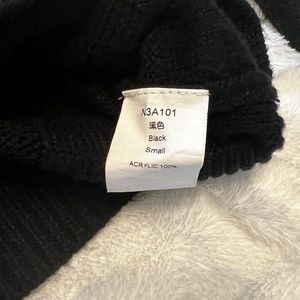 N3A101
黑色
Black
Small
ACRYLIC 100%